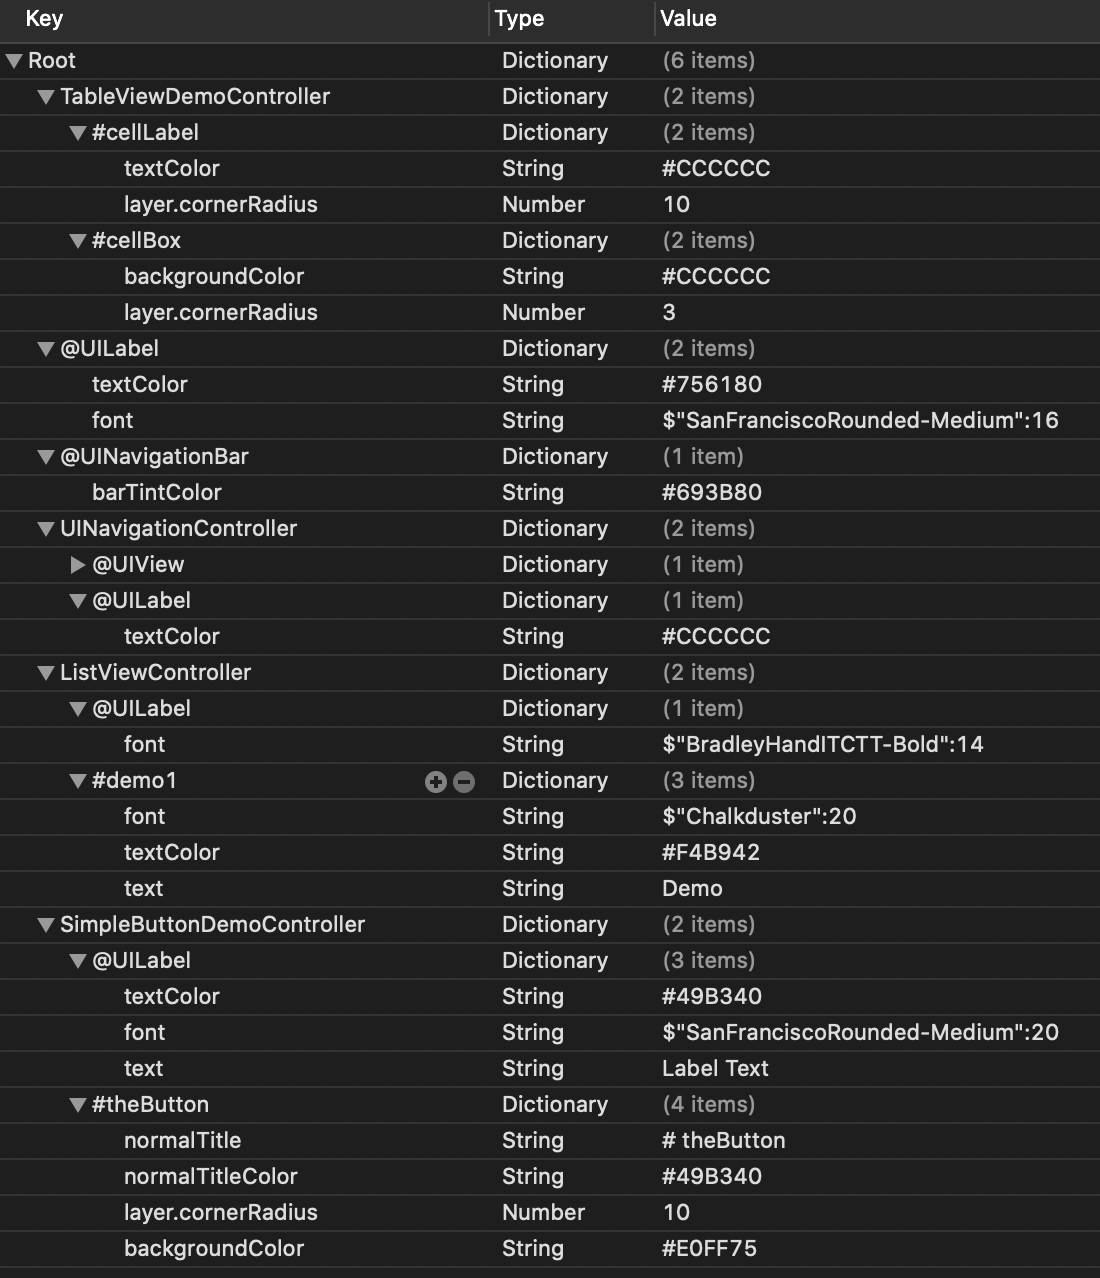 Key Type Value
Root Dictionary (6 items)
TableViewDemoController Dictionary (2 items)
#cellLabel Dictionary (2 items)
textColor String #CCCCCC
layer.cornerRadius Number 10
#cellBox Dictionary (2 items)
backgroundColor String #CCCCCC
layer.cornerRadius Number 3
@UILabel Dictionary (2 items)
textColor String #756180
font String $"SanFranciscoRounded-Medium":16
@UINavigationBar Dictionary (1 item)
barTintColor String #693B80
UINavigationController Dictionary (2 items)
@UIView Dictionary (1 item)
@UILabel Dictionary (1 item)
textColor String #CCCCCC
ListViewController Dictionary (2 items)
@UILabel Dictionary (1 item)
font String $"BradleyHandITCTT-Bold":14
#demo1 Dictionary (3 items)
font String $"Chalkduster":20
textColor String #F4B942
text String Demo
SimpleButtonDemoController Dictionary (2 items)
@UILabel Dictionary (3 items)
textColor String #49B340
font String $"SanFranciscoRounded-Medium":20
text String Label Text
#theButton Dictionary (4 items)
normalTitle String # theButton
normalTitleColor String #49B340
layer.cornerRadius Number 10
backgroundColor String #E0FF75